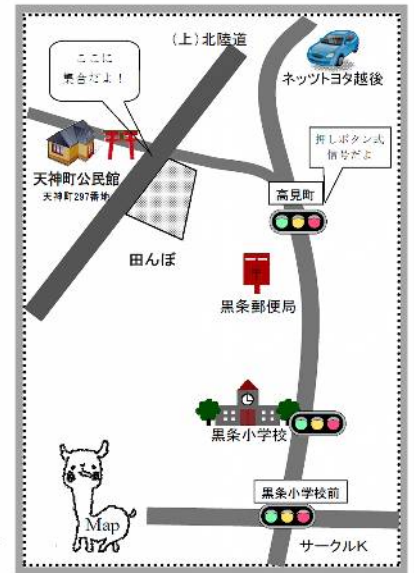 (上)北陸道
ここに
集合だよ！
ネッツトヨタ越後
押しボタン式
信号だよ
天神町公民館
天神町297番地
高見町
田んぼ
黒条郵便局
黒条小学校
黒条小学校前
Map
サークルK